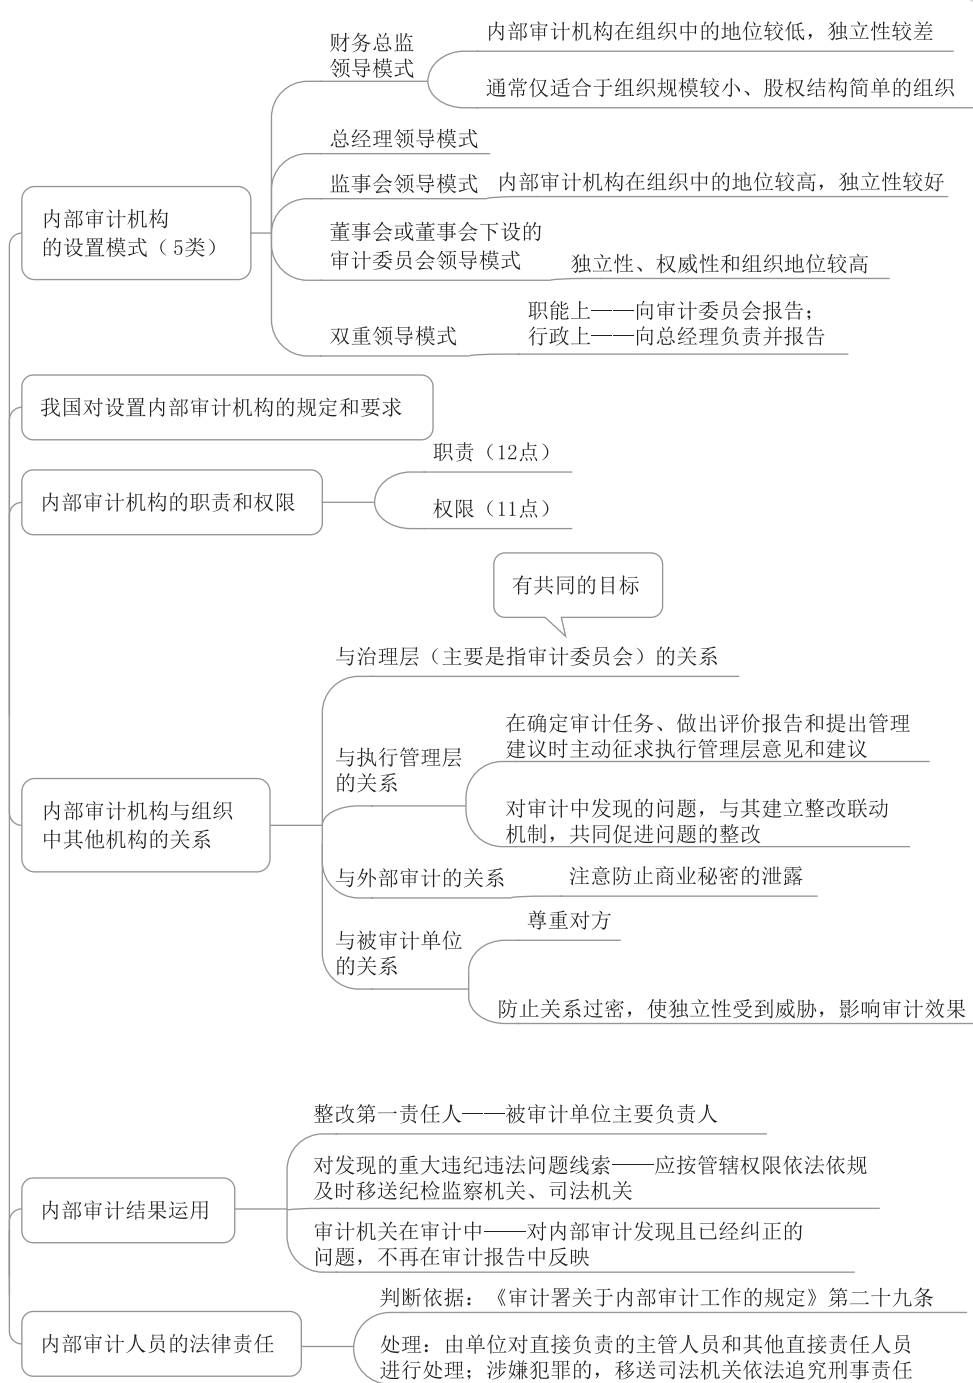 财务总监
领导模式
内部审计机构在组织中的地位较低，独立性较差
通常仅适合于组织规模较小、股权结构简单的组织
总经理领导模式
监事会领导模式
内部审计机构在组织中的地位较高，独立性较好
内部审计机构
的设置模式（5类）
董事会或董事会下设的
审计委员会领导模式
独立性、权威性和组织地位较高
双重领导模式
职能上——向审计委员会报告；
行政上——向总经理负责并报告
我国对设置内部审计机构的规定和要求
内部审计机构的职责和权限
职责（12点）
权限（11点）
有共同的目标
与治理层（主要是指审计委员会）的关系
内部审计机构与组织
中其他机构的关系
与执行管理层
的关系
在确定审计任务、做出评价报告和提出管理
建议时主动征求执行管理层意见和建议
对审计中发现的问题，与其建立整改联动
机制，共同促进问题的整改
与外部审计的关系
注意防止商业秘密的泄露
与被审计单位
的关系
尊重对方
防止关系过密，使独立性受到威胁，影响审计效果
内部审计结果运用
整改第一责任人——被审计单位主要负责人
对发现的重大违纪违法问题线索——应按管辖权限依法依规
及时移送纪检监察机关、司法机关
审计机关在审计中——对内部审计发现且已经纠正的
问题，不再在审计报告中反映
内部审计人员的法律责任
判断依据：《审计署关于内部审计工作的规定》第二十九条
处理：由单位对直接负责的主管人员和其他直接责任人员
进行处理；涉嫌犯罪的，移送司法机关依法追究刑事责任